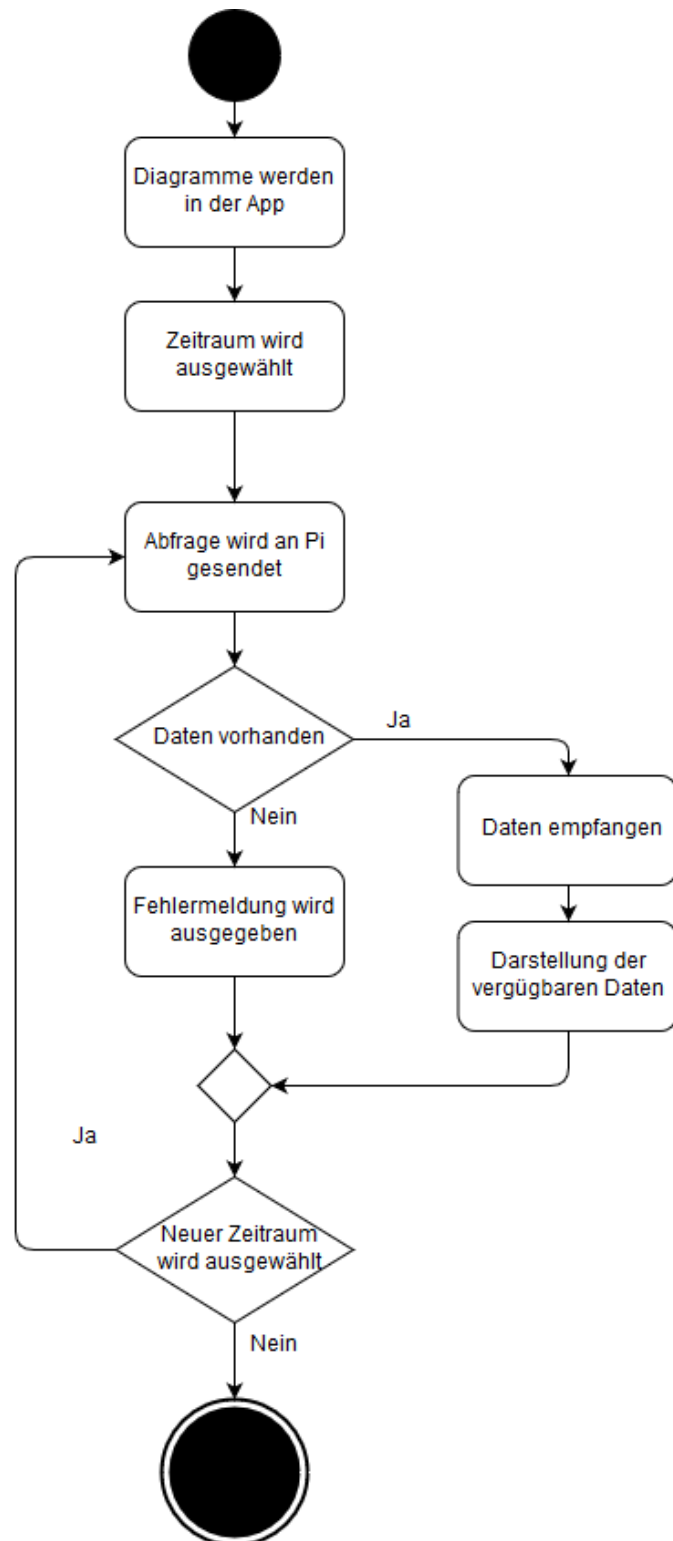 Diagramme werden
in der App
Zeitraum wird
ausgewählt
Abfrage wird an Pi
gesendet
Daten vorhanden
Ja
Nein
Daten empfangen
Fehlermeldung wird
ausgegeben
Darstellung der
vergügbaren Daten
Ja
Neuer Zeitraum
wird ausgewählt
Nein